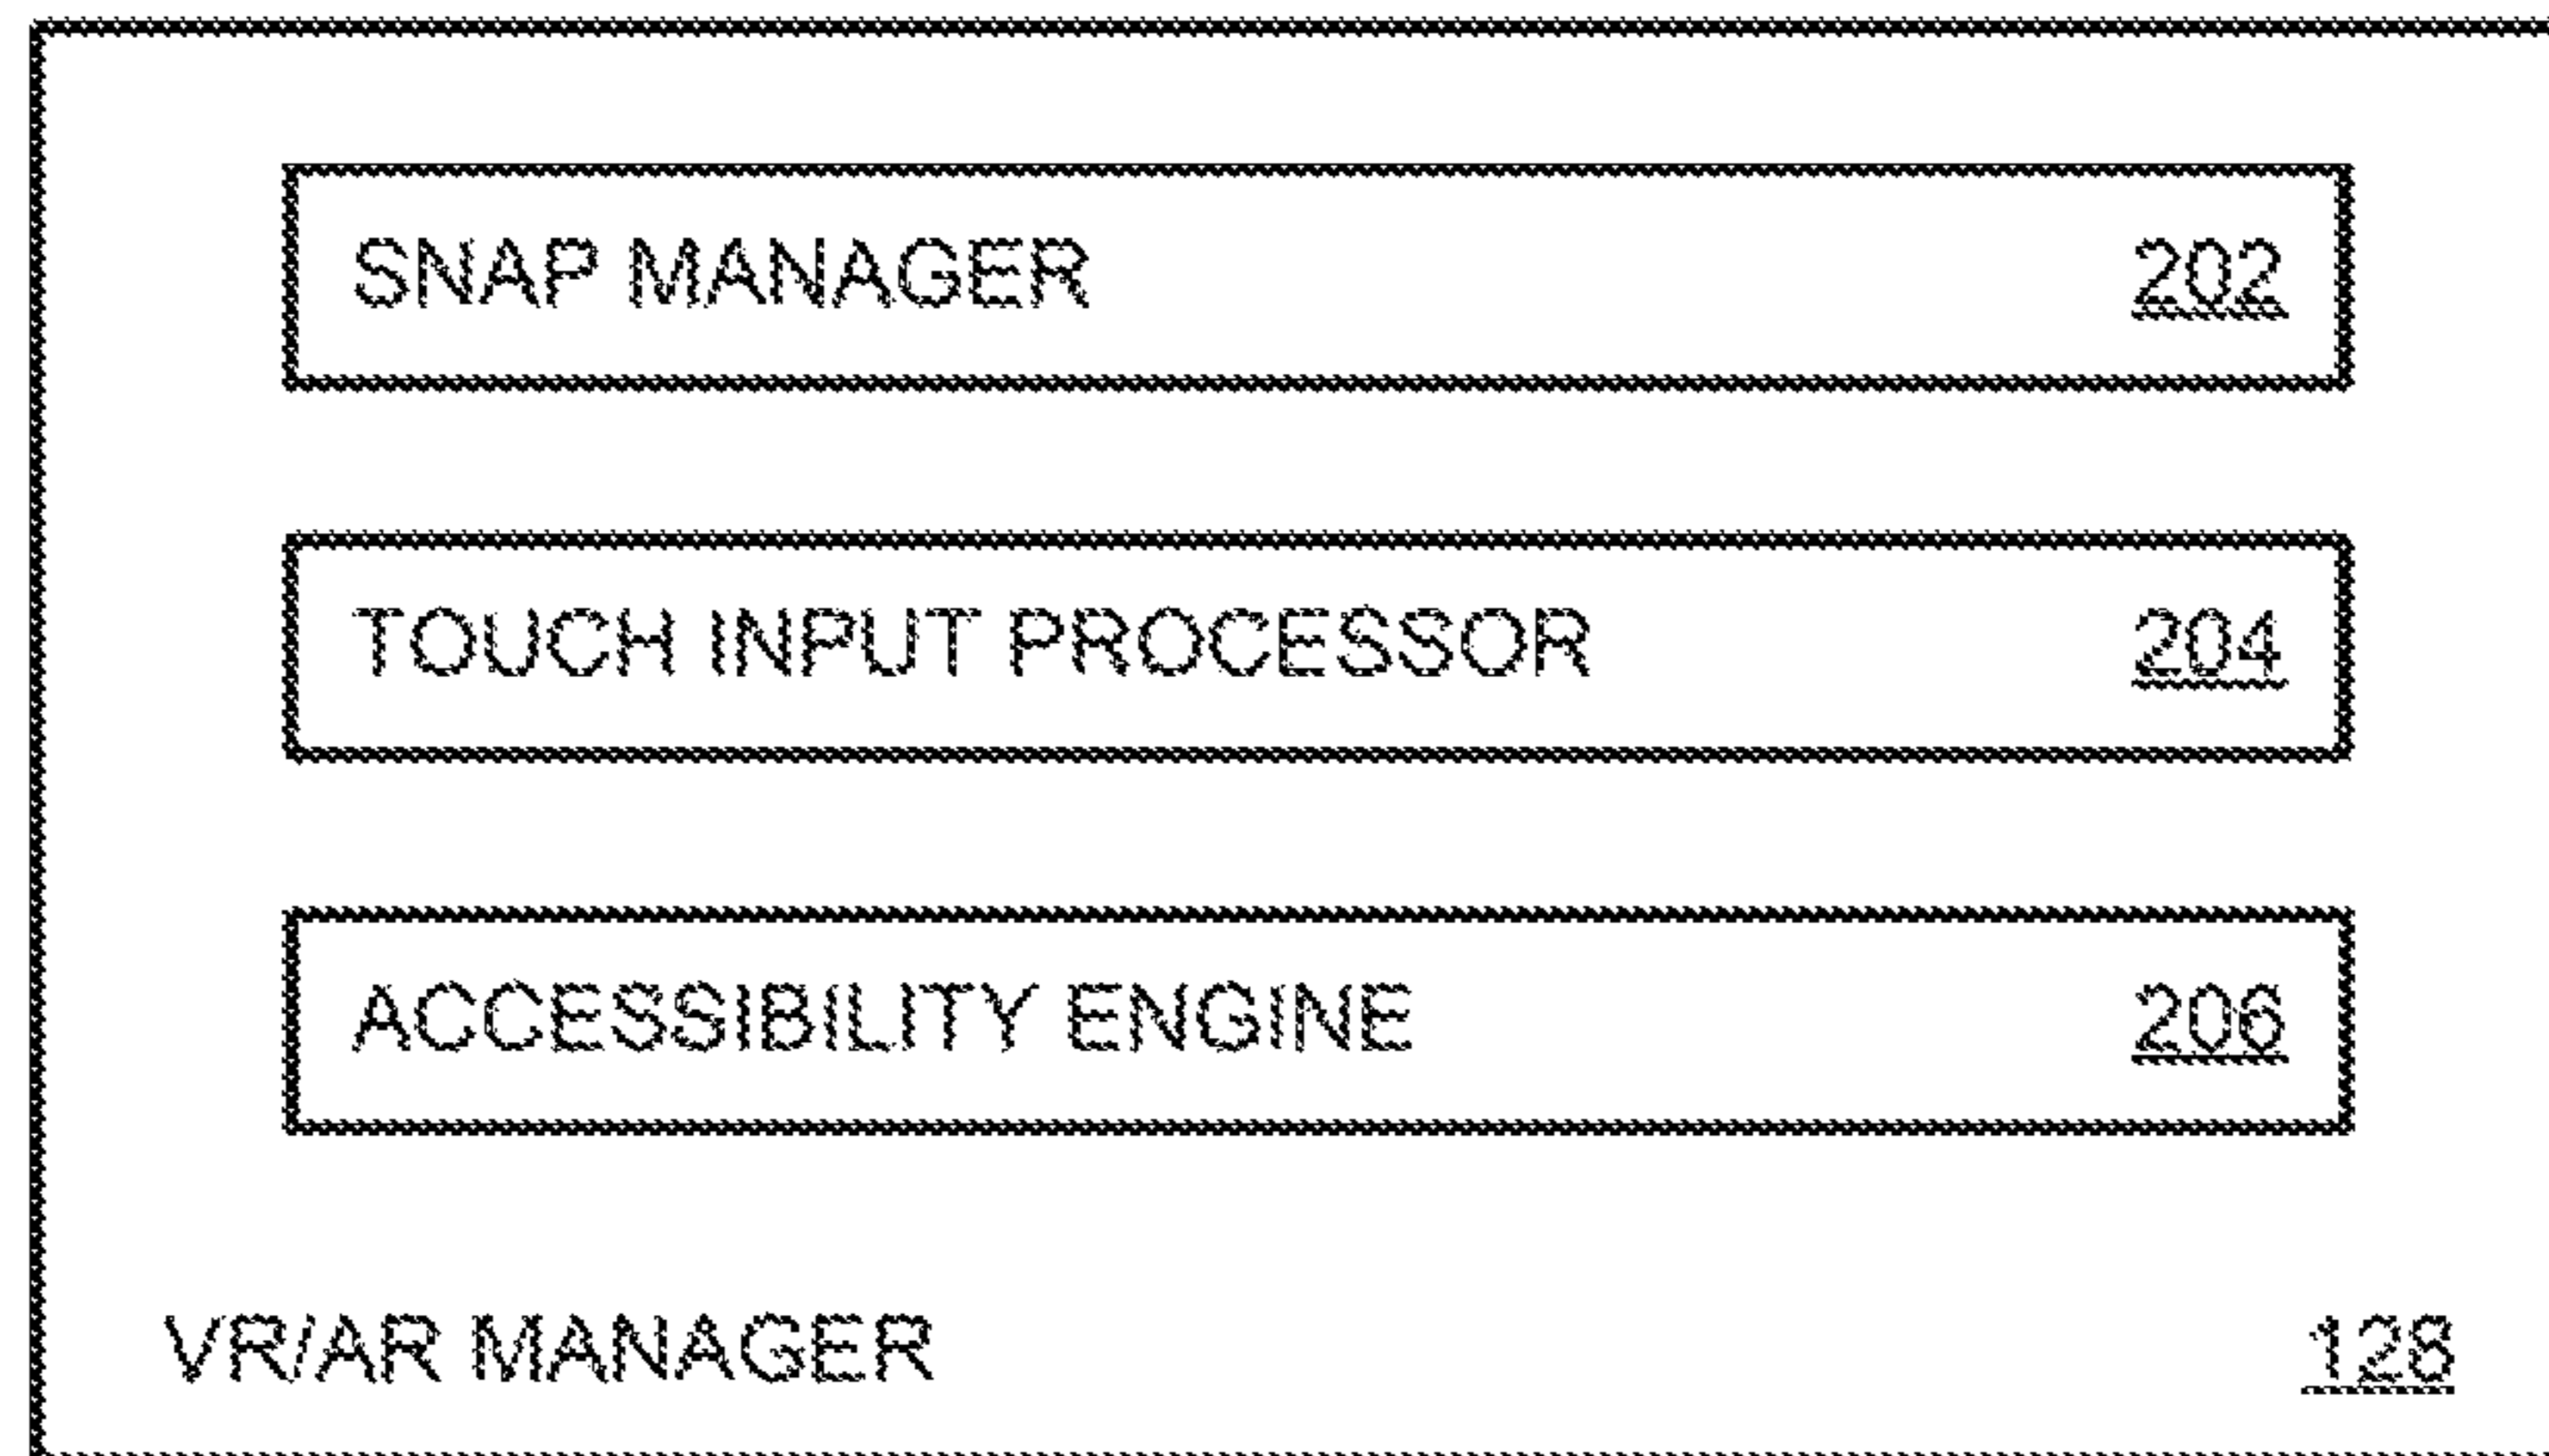 SNAP MANAGER 202
TOUCH INPUT PROCESSOR 204
ACCESSIBILITY ENGINE 206
VR/AR MANAGER 128